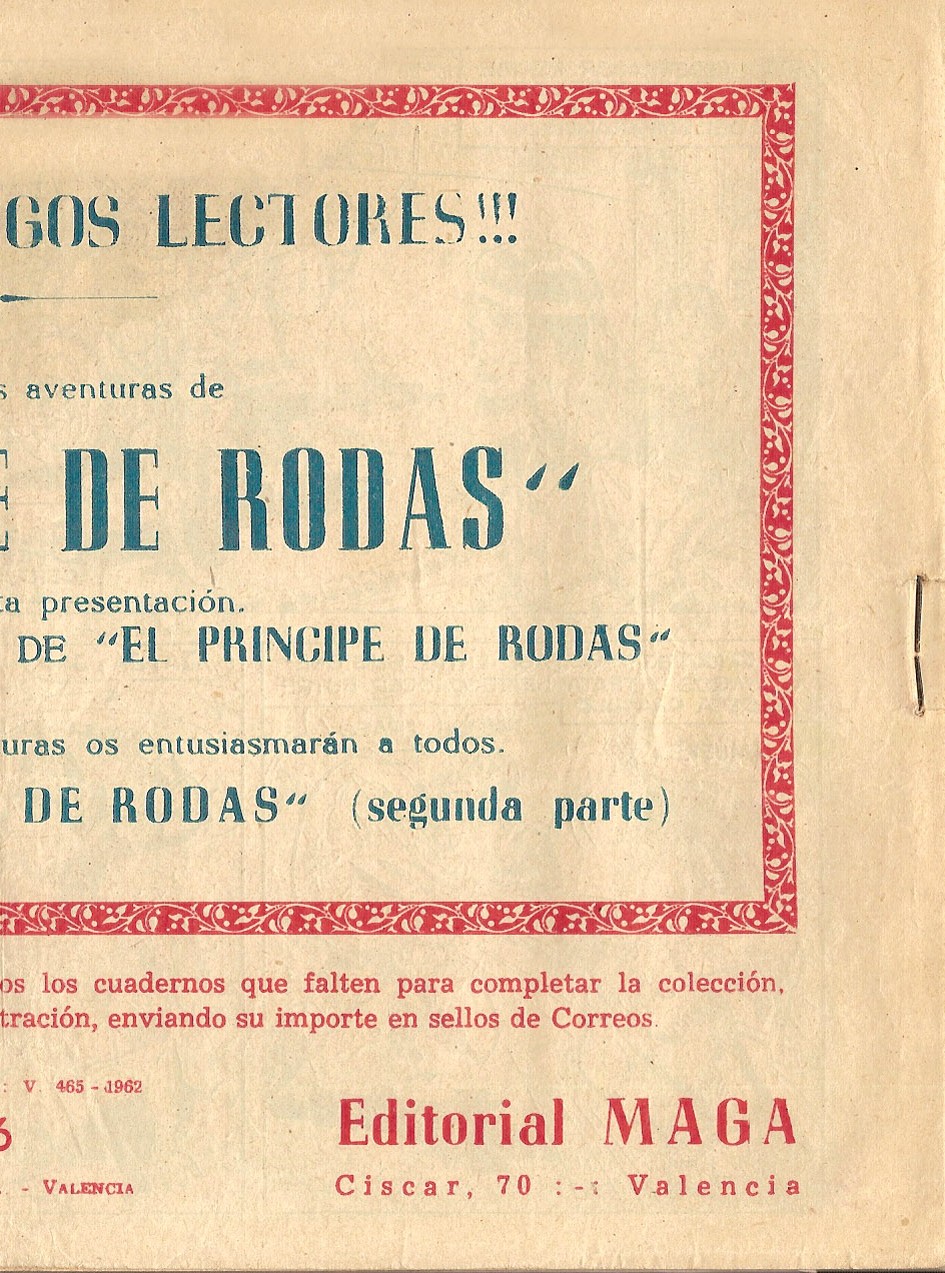 GOS LECTORES!!!
s aventuras de
E DE RODAS"
ta presentación.
DE "EL PRINCIPE DE RODAS"
uras os entusiasmarán a todos.
DE RODAS" (segunda parte)
os los cuadernos que falten para completar la colección,
tración, enviando su importe en sellos de Correos.
: V. 465 - 1962
6
Editorial MAGA
. - VALENCIA
Ciscar, 70 :-: Valencia